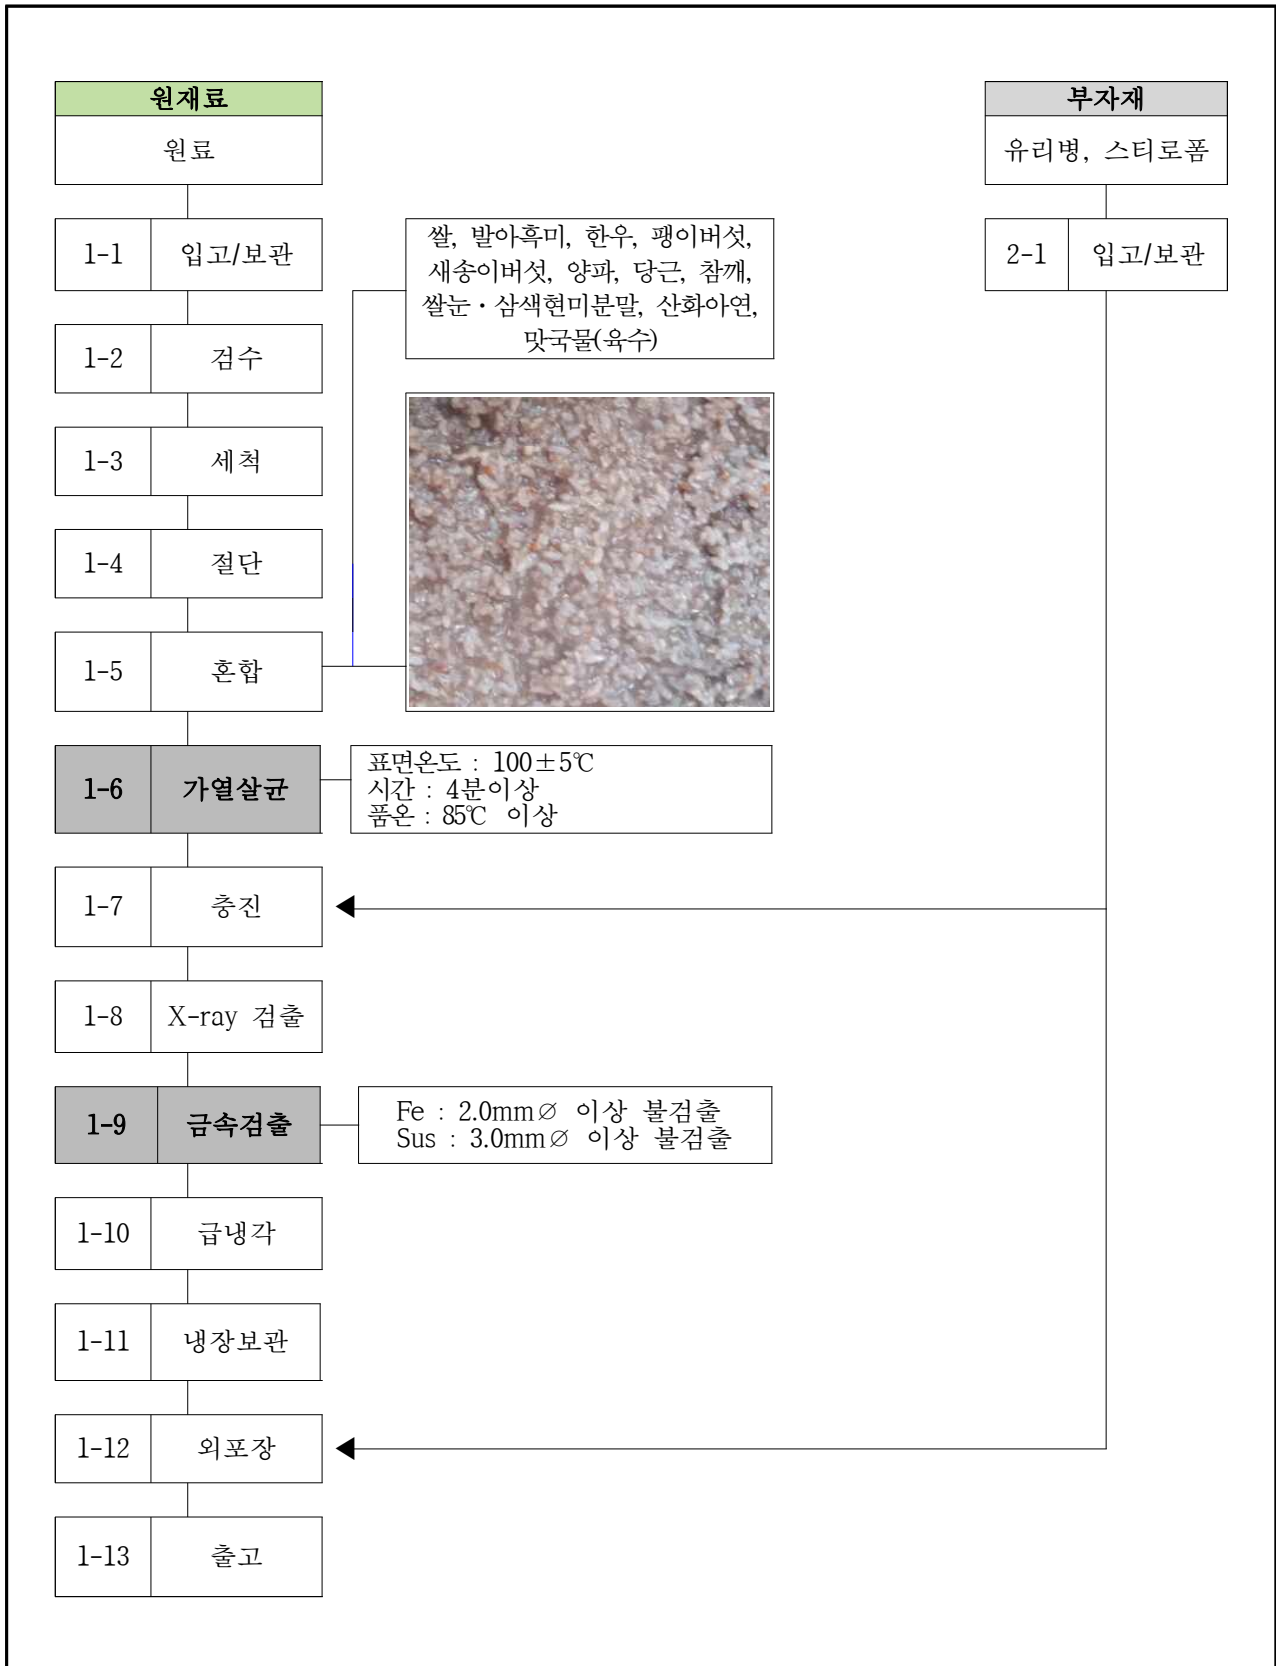 원재료
원료
부자재
유리병, 스티로폼
1-1 입고/보관
쌀, 발아흑미, 한우, 팽이버섯,
새송이버섯, 양파, 당근, 참깨,
쌀눈・삼색현미분말, 산화아연,
맛국물(육수)
2-1 입고/보관
1-2 검수
1-3 세척
1-4 절단
1-5 혼합
1-6 가열살균
표면온도 : 100±5℃
시간 : 4분이상
품온 : 85℃ 이상
1-7 충진
1-8 X-ray 검출
1-9 금속검출
Fe : 2.0mm∅ 이상 불검출
Sus : 3.0mm∅ 이상 불검출
1-10 급냉각
1-11 냉장보관
1-12 외포장
1-13 출고